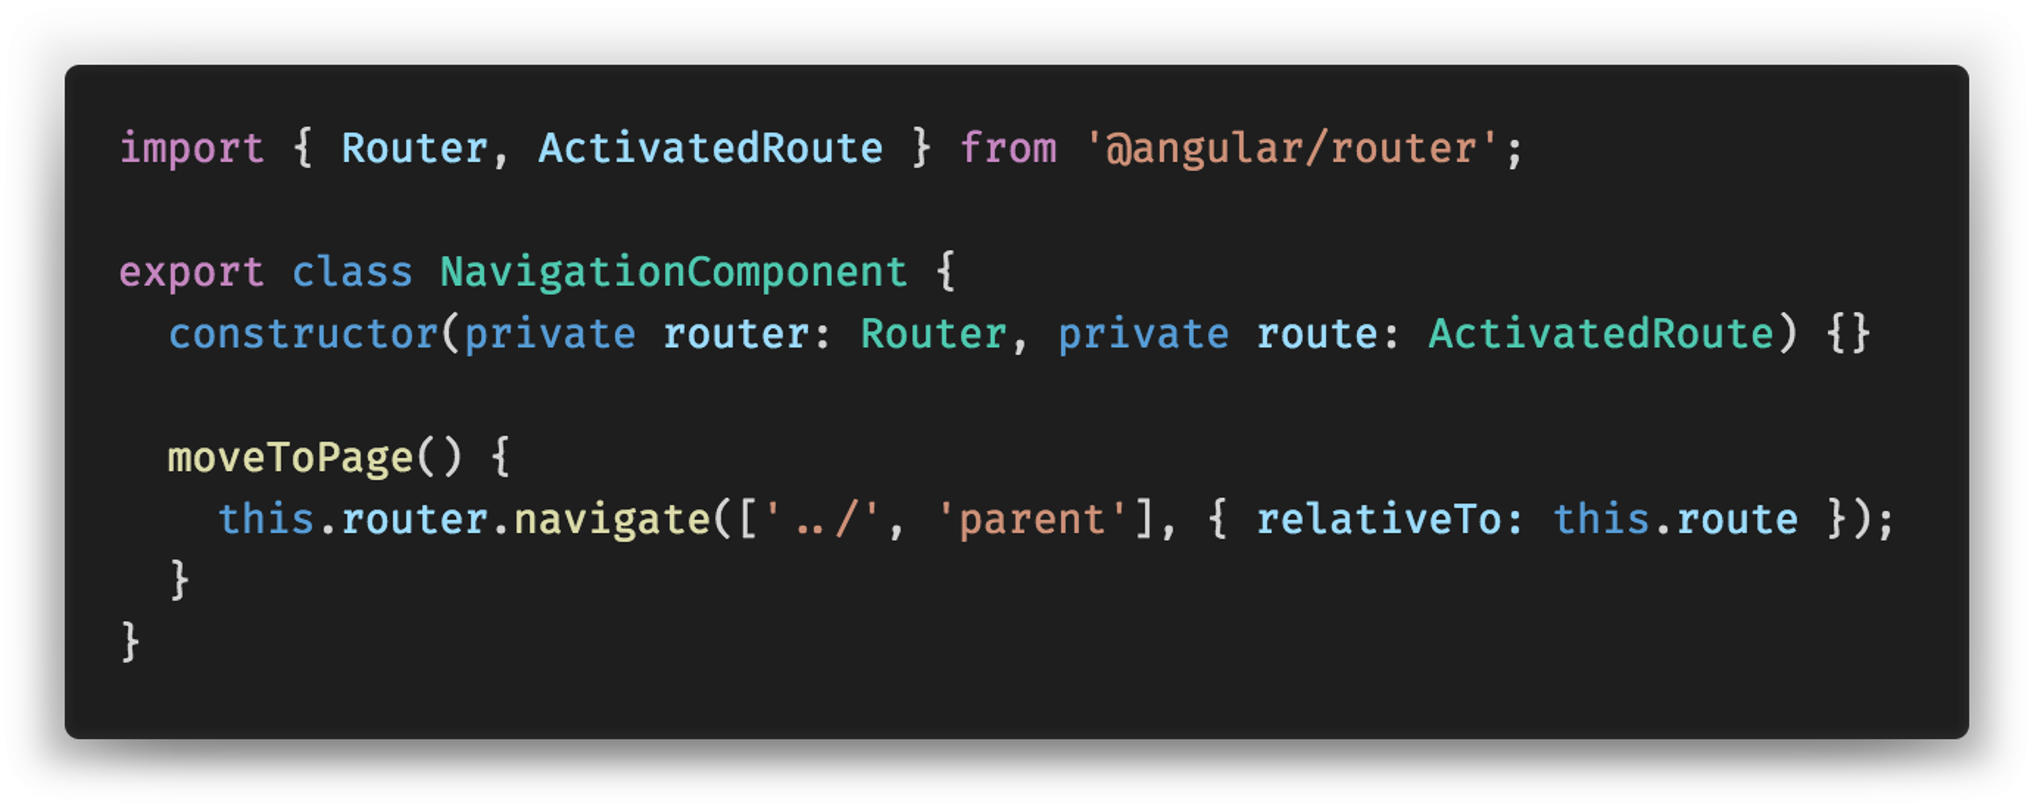 import { Router, ActivatedRoute } from '@angular/router';
export class NavigationComponent {
constructor(private router: Router, private route: ActivatedRoute) {}
moveToPage() {
this.router.navigate(['../', 'parent'], { relativeTo: this.route });
}
}